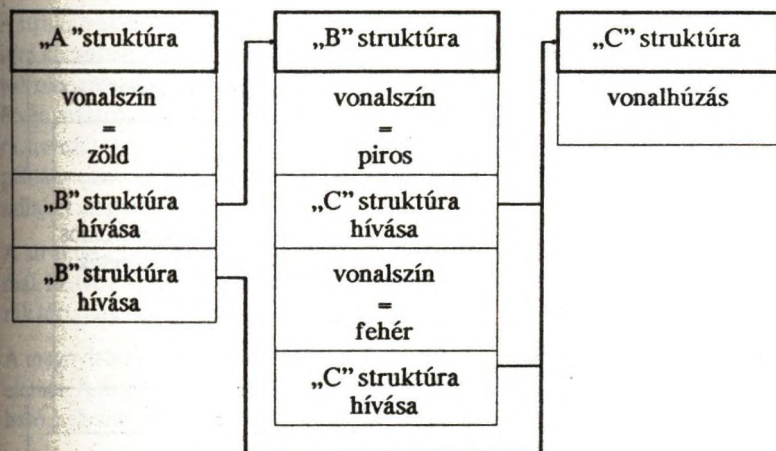 „A”struktúra
vonalszín
=
zöld
„B” struktúra
hívása
„B” struktúra
hívása
„B” struktúra
vonalszín
=
piros
„C” struktúra
hívása
vonalszín
=
fehér
„C” struktúra
hívása
„C” struktúra
vonalhúzás